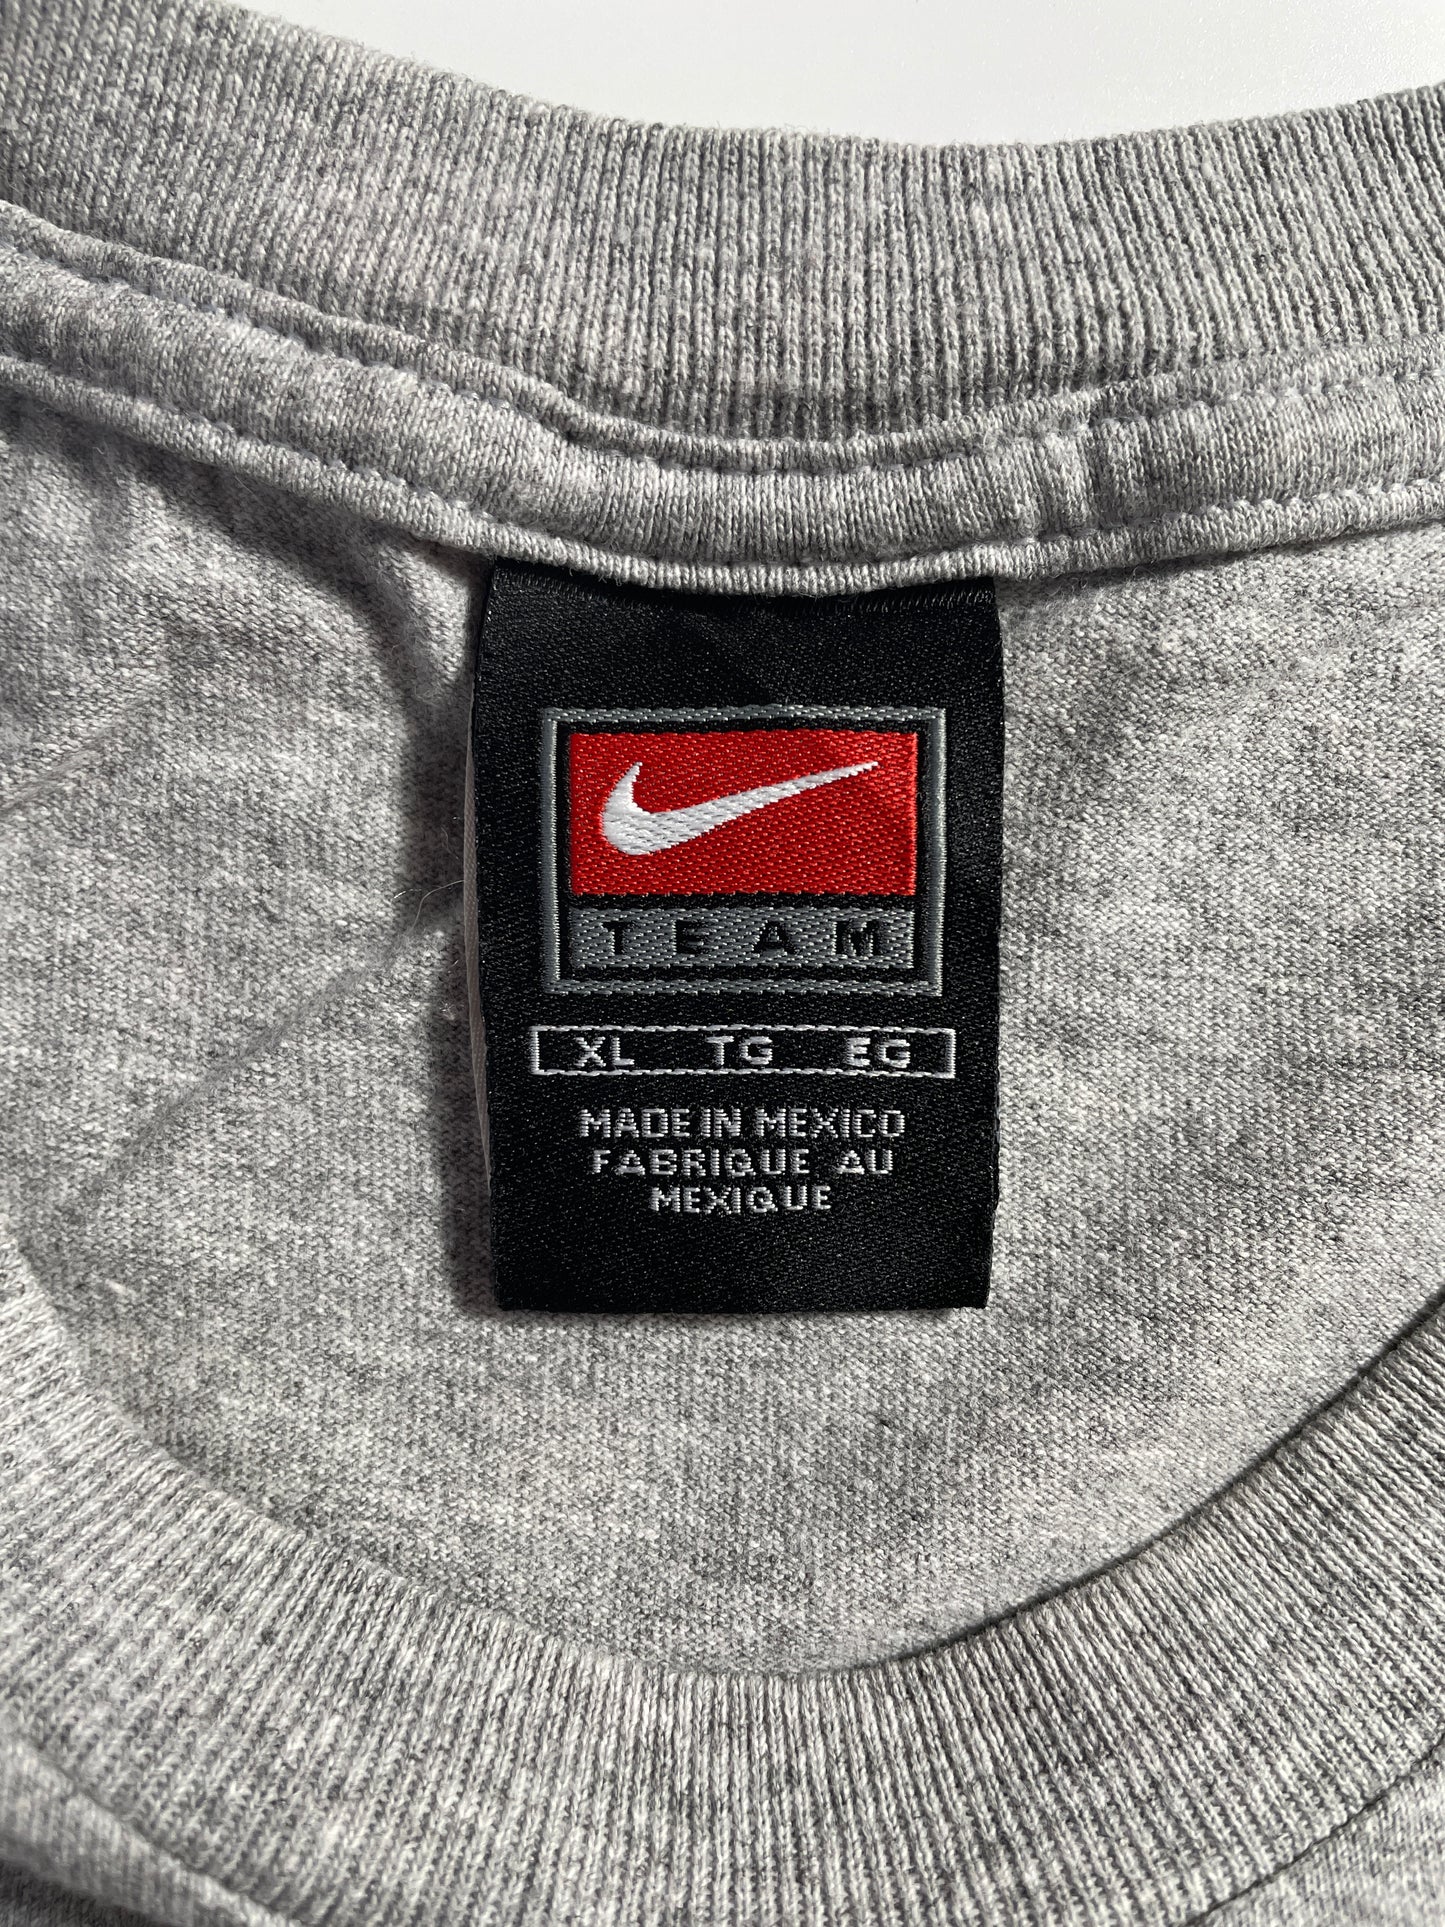 TEAM
XL TG EG
MADE IN MEXICO
FABRIQUE AU
MEXIQUE